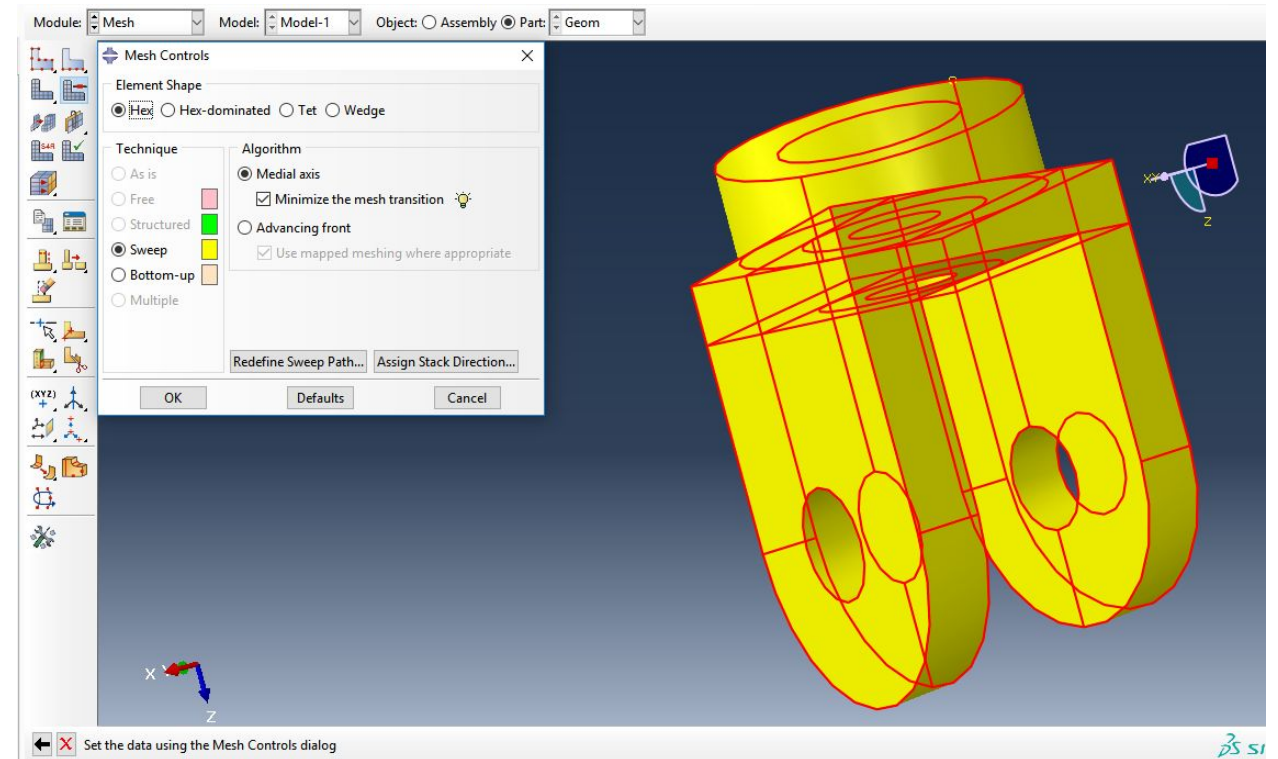 Module: Mesh Model: Model-1 Object: Assembly Part: Geom
Mesh Controls
Element Shape
Hex Hex-dominated Tet Wedge
Technique
As is
Free
Structured
Sweep
Bottom-up
Multiple
Algorithm
Medial axis
Minimize the mesh transition
Advancing front
Use mapped meshing where appropriate
Redefine Sweep Path... Assign Stack Direction...
OK Defaults Cancel
S4R
(XYZ)
Z
X
Z
Set the data using the Mesh Controls dialog